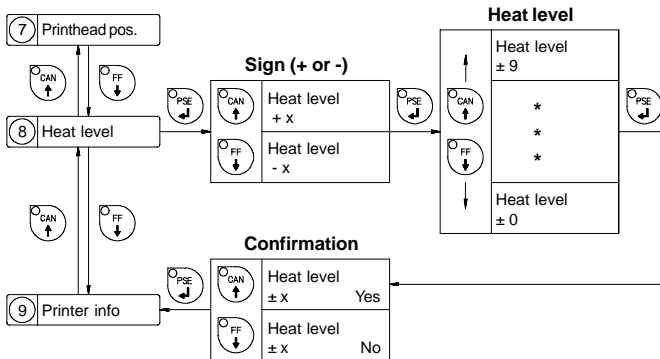 Heat level
7 Printhead pos.
Heat level
± 9
Sign (+ or -)
CAN
FF
PSE
CAN
Heat level
+ x
PSE
CAN
*
*
*
PSE
8 Heat level
FF
Heat level
- x
FF
Heat level
± 0
CAN
FF
Confirmation
PSE
CAN
Heat level
± x Yes
9 Printer info
FF
Heat level
± x No